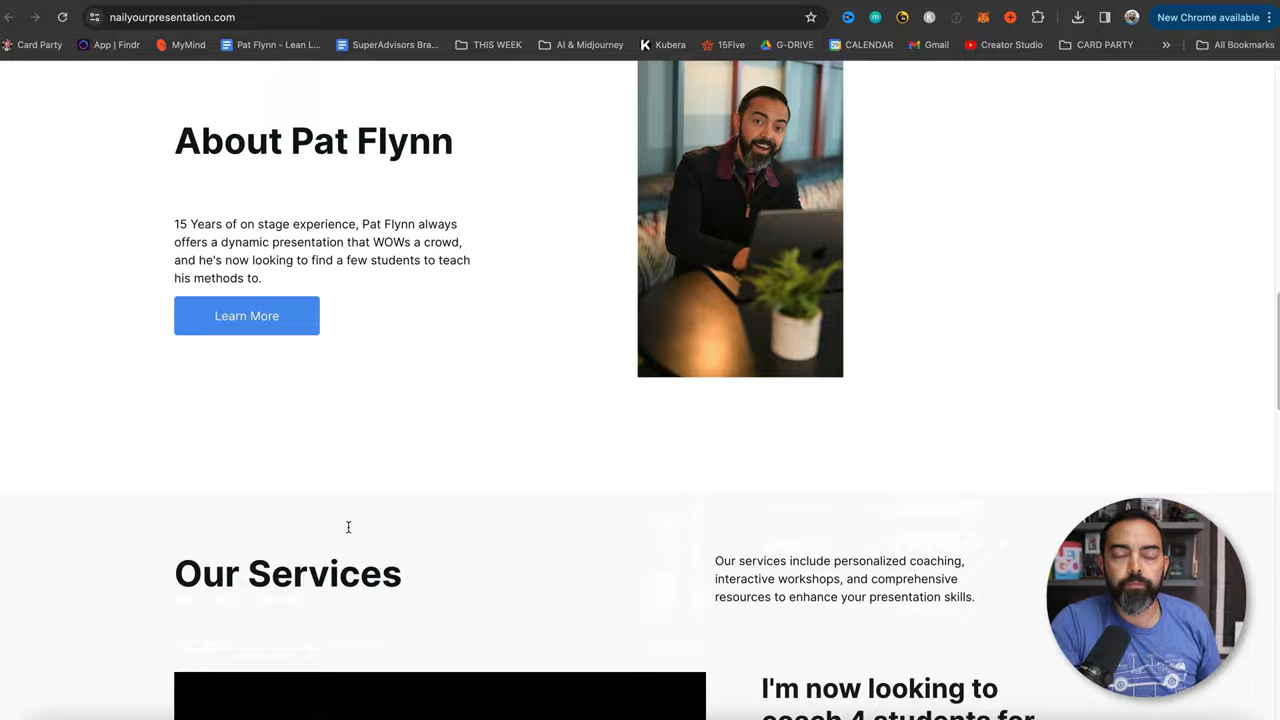 nailyourpresentation.com
New Chrome available
Card Party
App | Findr
MyMind
Pat Flynn - Lean L...
SuperAdvisors Bra...
THIS WEEK
AI & Midjourney
Kubera
15Five
G-DRIVE
CALENDAR
Gmail
Creator Studio
CARD PARTY
All Bookmarks
About Pat Flynn
15 Years of on stage experience, Pat Flynn always
offers a dynamic presentation that WOWs a crowd,
and he's now looking to find a few students to teach
his methods to.
Learn More
Our Services
Our services include personalized coaching,
interactive workshops, and comprehensive
resources to enhance your presentation skills.
I'm now looking to
coach 4 students for